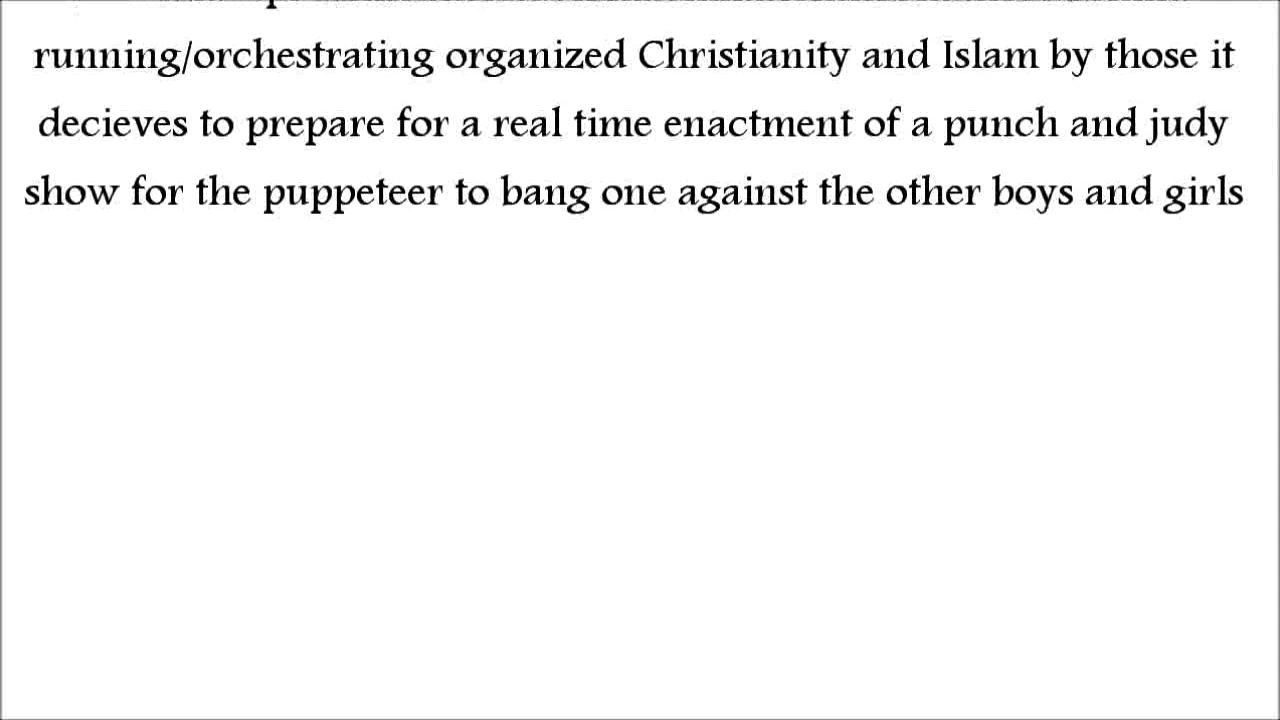 running/orchestrating organized Christianity and Islam by those it
decieves to prepare for a real time enactment of a punch and judy
show for the puppeteer to bang one against the other boys and girls